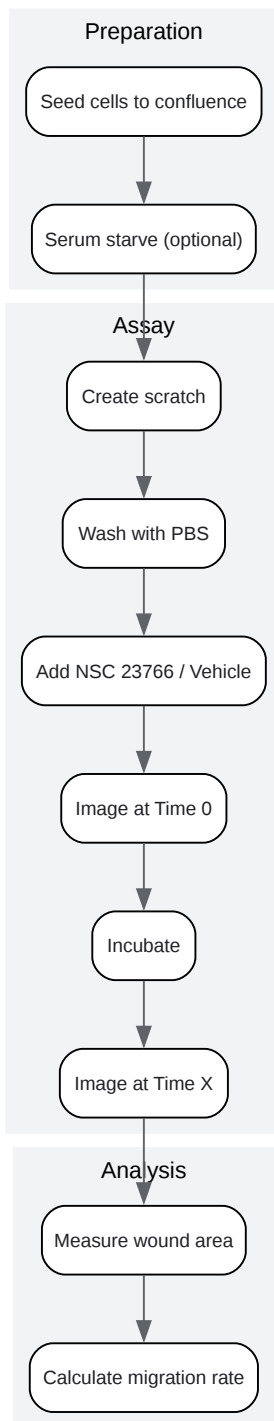 Preparation
Seed cells to confluence
Serum starve (optional)
Assay
Create scratch
Wash with PBS
Add NSC 23766 / Vehicle
Image at Time 0
Incubate
Image at Time X
Analysis
Measure wound area
Calculate migration rate